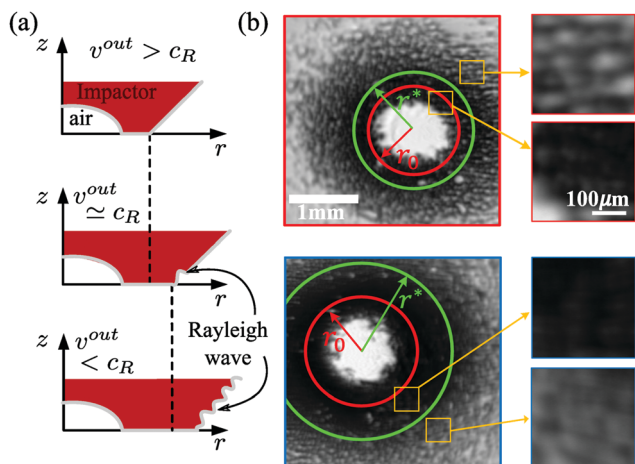 (a)
z
v^{out} > c_R
Impactor
air
r
z
v^{out}
≃ c_R
r
Rayleigh
wave
z
v^{out}
< c_R
r
(b)
r*
r_0
1mm
100μm
r*
r_0